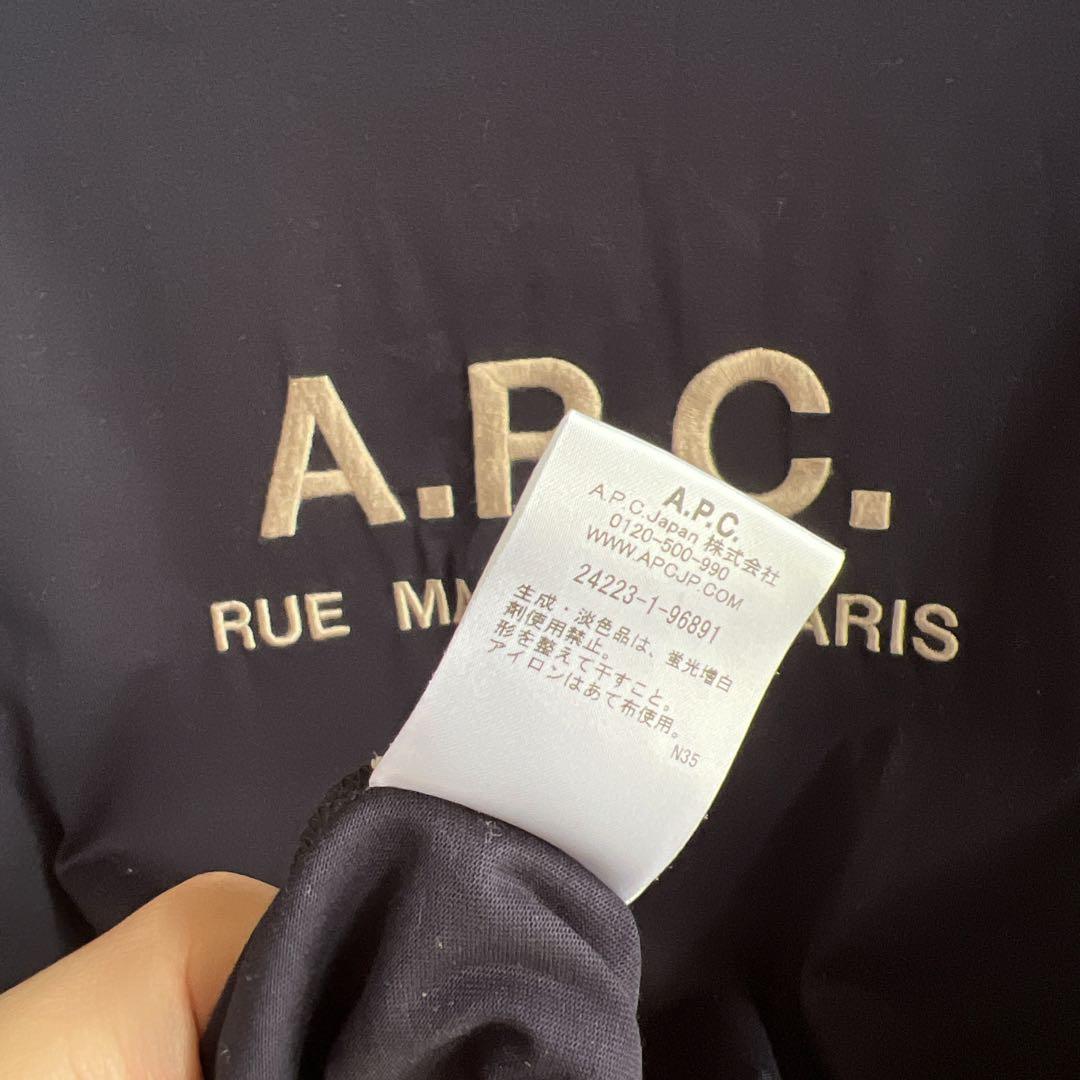 A.P.C.
RUE MA ARIS
A.P.C.
A.P.C.Japan 株式会社
0120-500-990
WWW.APCJP.COM
24223-1-96891
生成・淡色品は、蛍光増白
剤使用禁止。
形を整えて干すこと。
アイロンはあて布使用。
N35